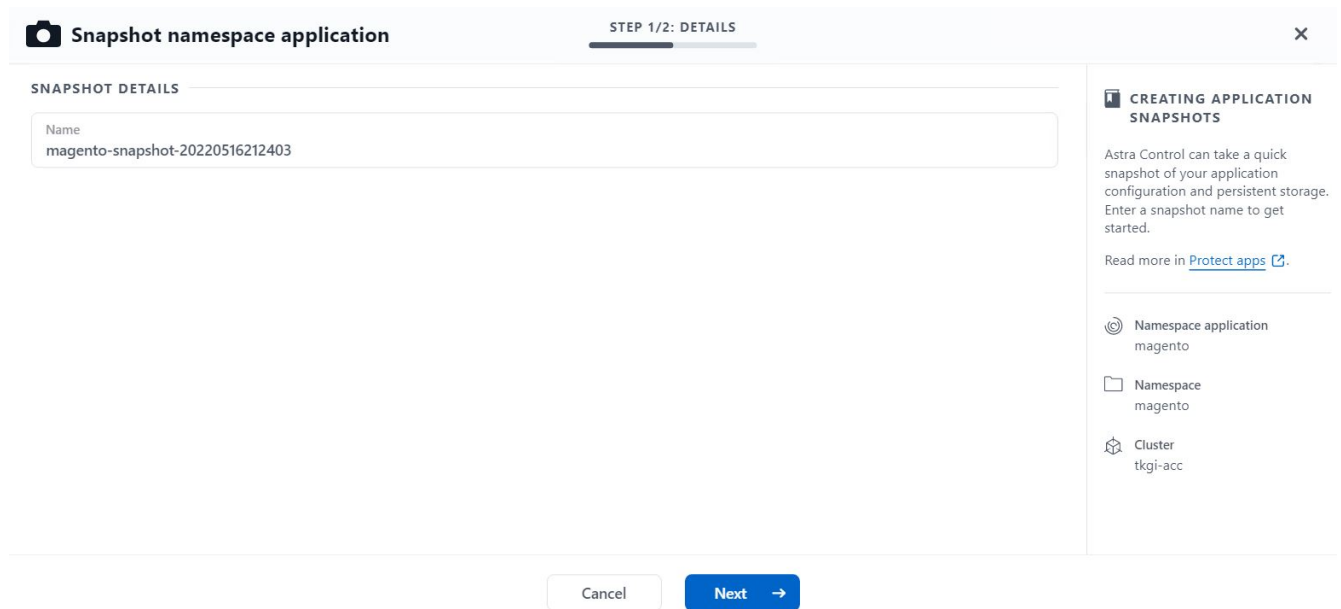 Snapshot namespace application
STEP 1/2: DETAILS
SNAPSHOT DETAILS
Name
magento-snapshot-20220516212403
CREATING APPLICATION
SNAPSHOTS
Astra Control can take a quick
snapshot of your application
configuration and persistent storage.
Enter a snapshot name to get
started.
Read more in Protect apps.
Namespace application
magento
Namespace
magento
Cluster
tkgi-acc
Cancel
Next